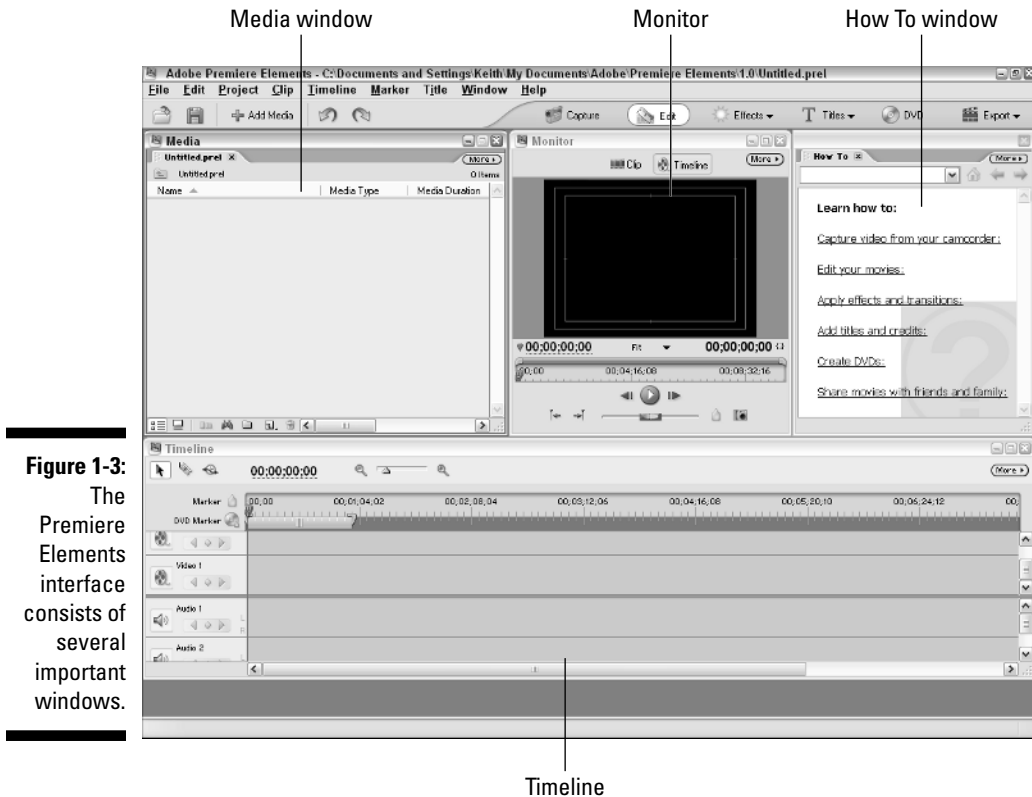 Media window
Monitor
How To window
Adobe Premiere Elements - C:\Documents and Settings\Keith\My Documents\Adobe\Premiere Elements\1.0\Untitled.prel
File Edit Project Clip Timeline Marker Title Window Help
Add Media
Capture
Edit
Effects
Titles
DVD
Export
Media
Untitled.prel
More
Untitled.prel
0 Items
Name
Media Type
Media Duration
Monitor
Clip
Timeline
More
00;00;00;00
Fit
00;00;00;00
00;00
00;04;16;08
00;08;32;16
How To
More
Learn how to:
Capture video from your camcorder:
Edit your movies:
Apply effects and transitions:
Add titles and credits:
Create DVDs:
Share movies with friends and family:
Timeline
00;00;00;00
More
Marker
00;00
00;01;04;02
00;02;08;04
00;03;12;06
00;04;16;08
00;05;20;10
00;06;24;12
00;
DVD Marker
Video 1
Audio 1
L
R
Audio 2
Figure 1-3:
The
Premiere
Elements
interface
consists of
several
important
windows.
Timeline